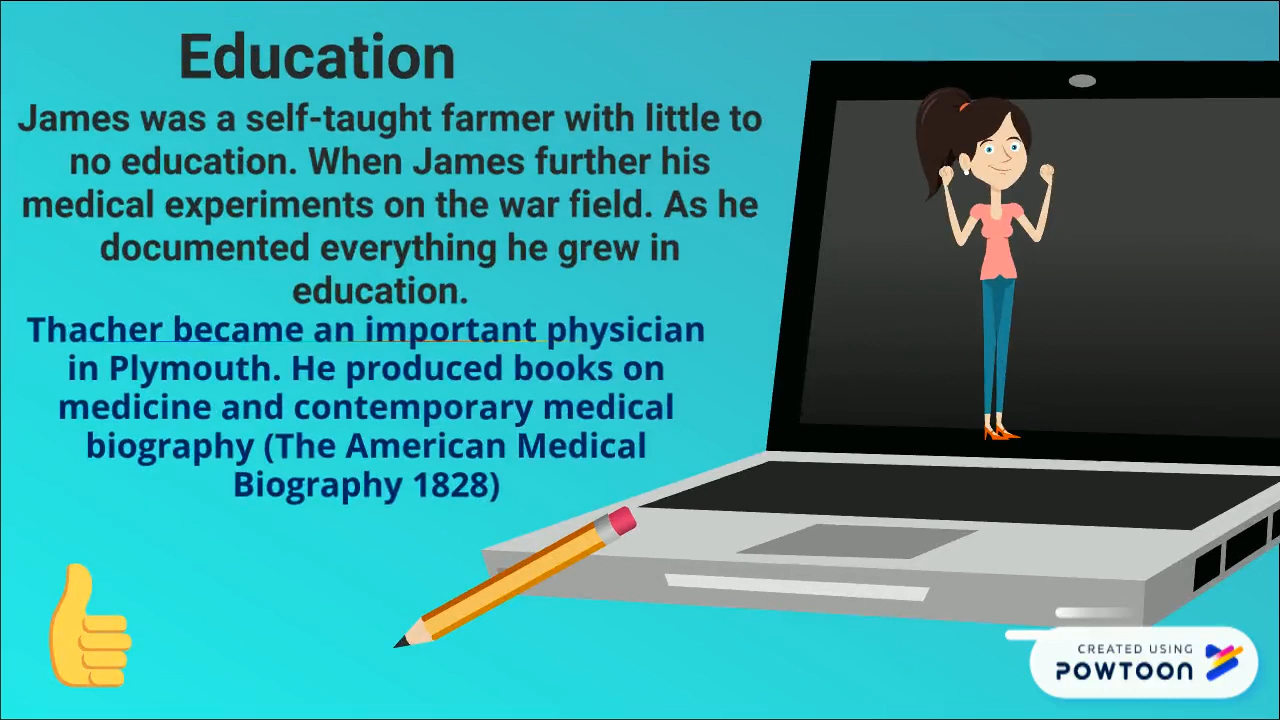 Education
James was a self-taught farmer with little to
no education. When James further his
medical experiments on the war field. As he
documented everything he grew in
education.
Thacher became an important physician
in Plymouth. He produced books on
medicine and contemporary medical
biography (The American Medical
Biography 1828)
CREATED USING
POWTOON